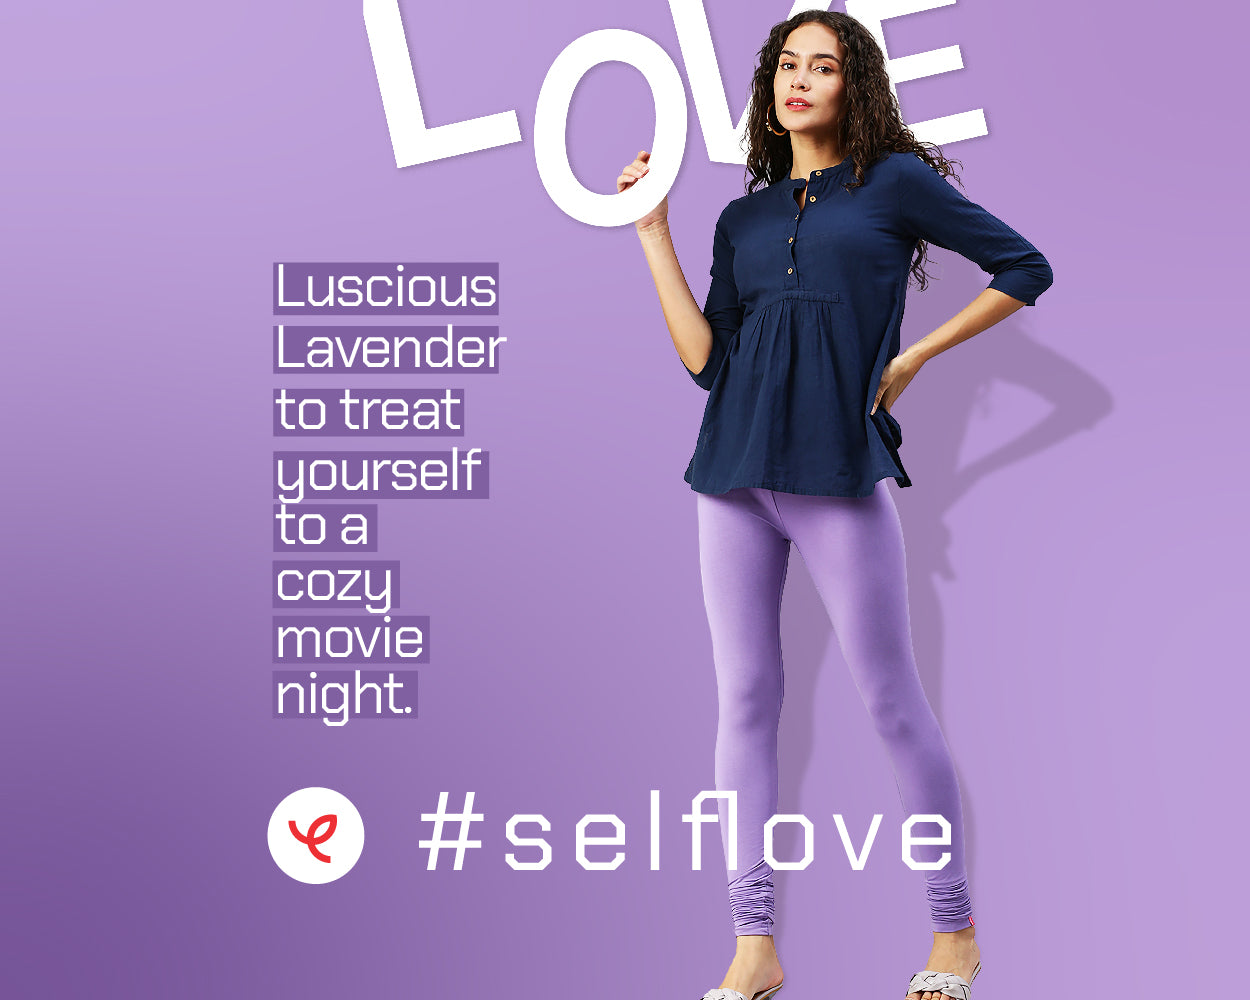 LOVE
Luscious
Lavender
to treat
yourself
to a
cozy
movie
night.
#selflove